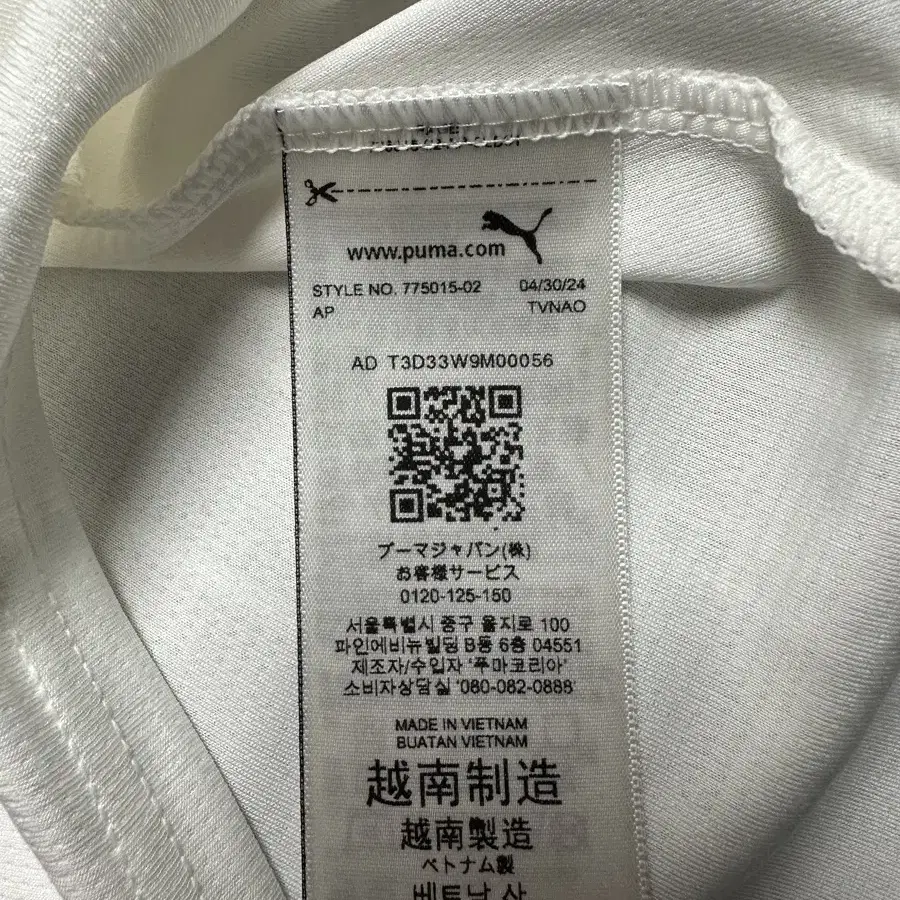 www.puma.com
STYLE NO. 775015-02 04/30/24
AP TVNAO
AD T3D33W9M00056
プーマジャパン(株)
お客様サービス
0120-125-150
서울특별시 중구 을지로 100
파인에비뉴빌딩 B동 6층 04551
제조자/수입자 '푸마코리아'
소비자상담실 '080-082-0888'
MADE IN VIETNAM
BUATAN VIETNAM
越南制造
越南製造
ベトナム製
베트남 산